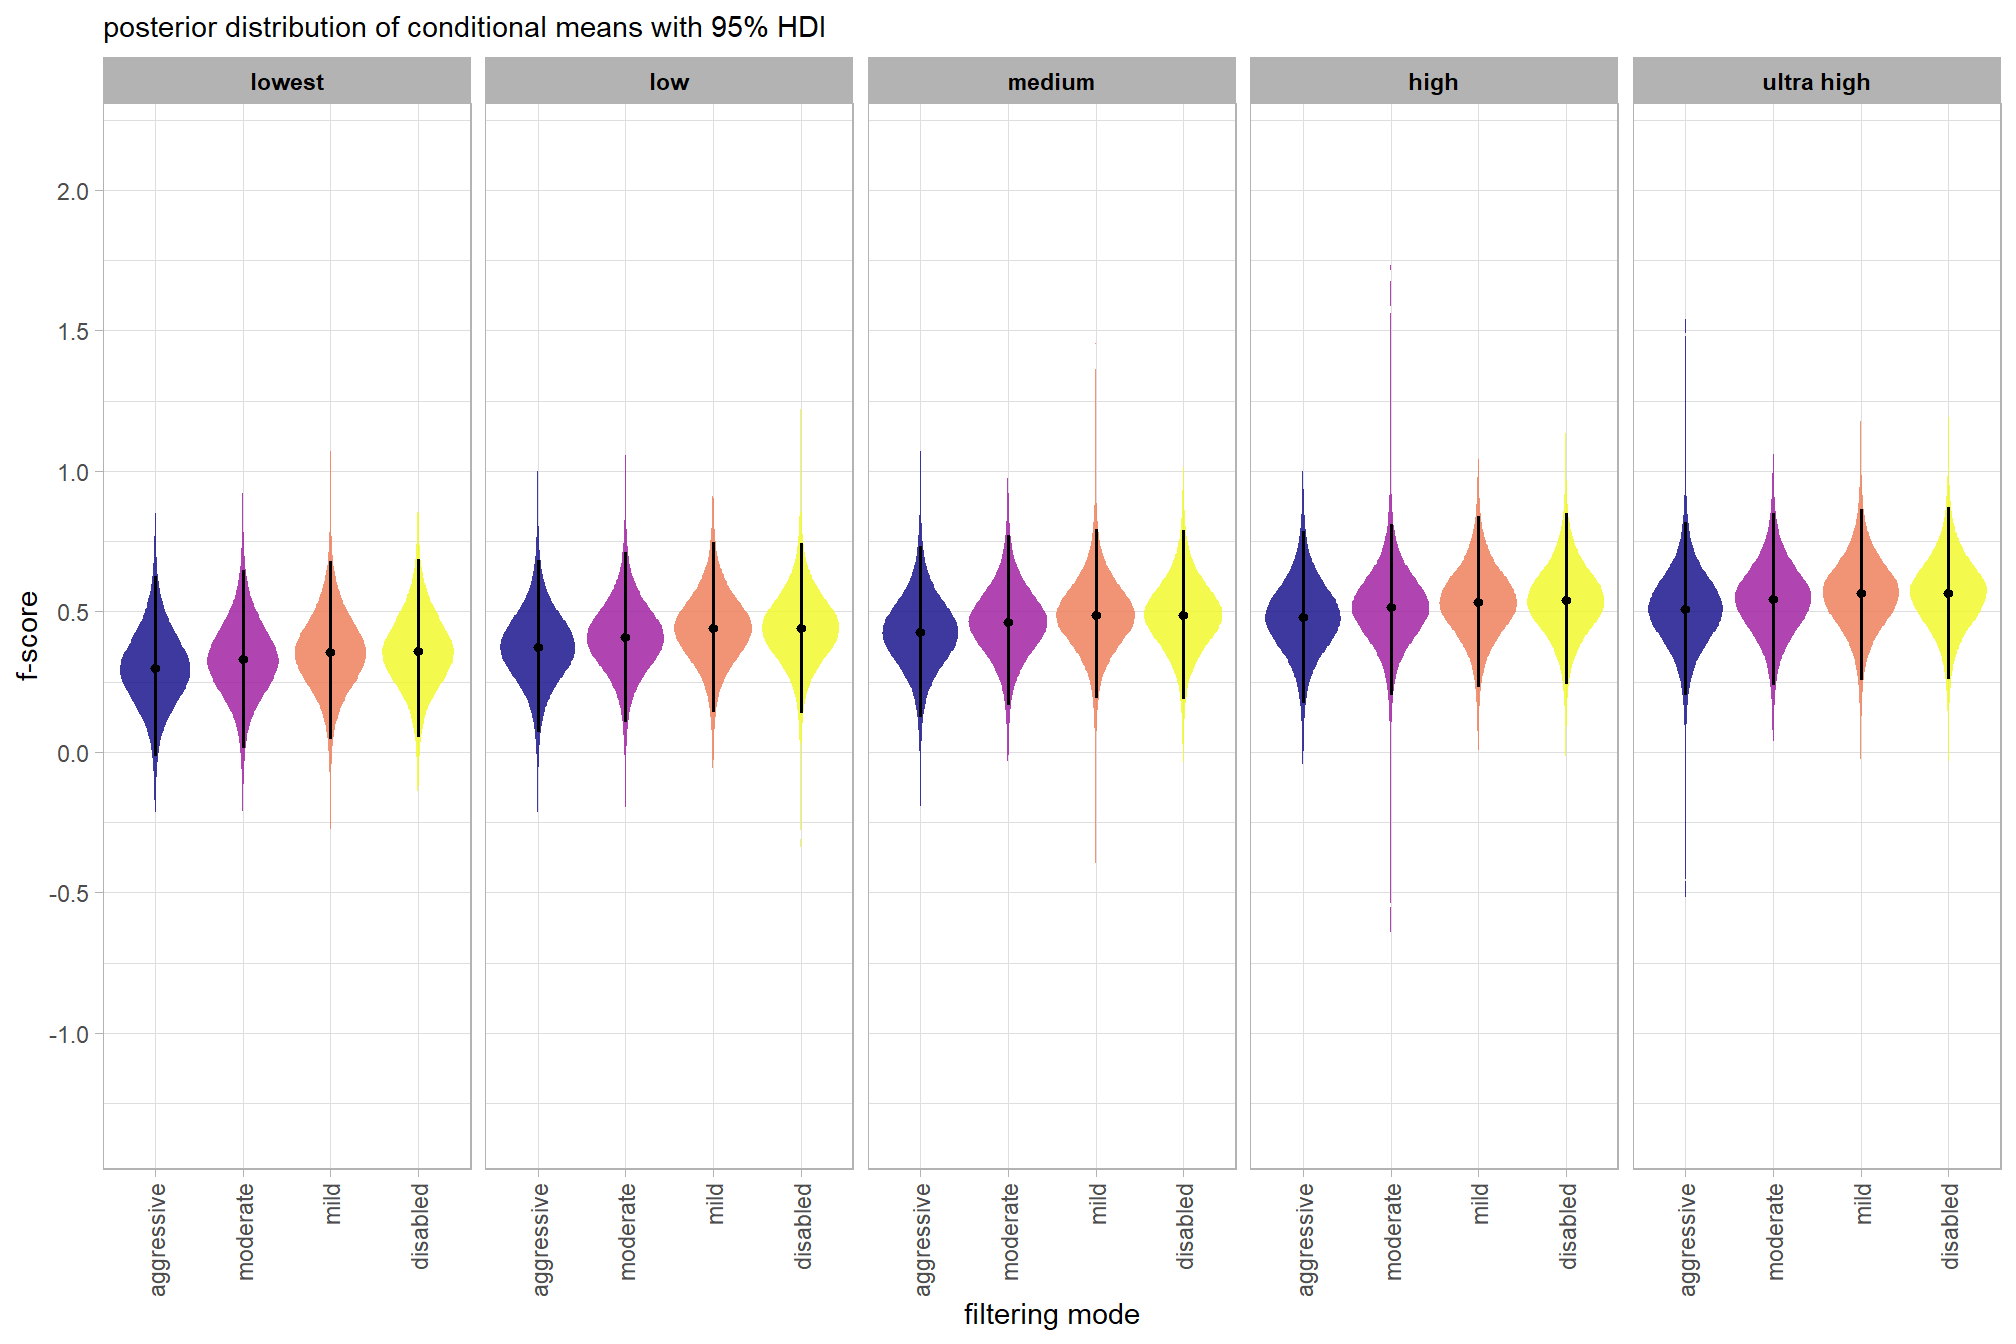 posterior distribution of conditional means with 95% HDI
lowest
low
medium
high
ultra high
f-score
2.0
1.5
1.0
0.5
0.0
-0.5
-1.0
aggressive
moderate
mild
disabled
aggressive
moderate
mild
disabled
aggressive
moderate
mild
disabled
aggressive
moderate
mild
disabled
aggressive
moderate
mild
disabled
filtering mode